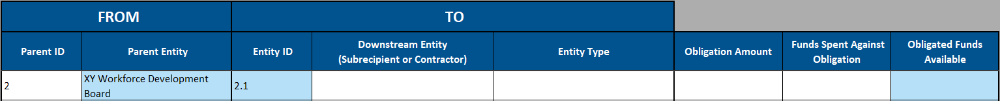 FROM TO
Parent ID Parent Entity Entity ID Downstream Entity (Subrecipient or Contractor) Entity Type Obligation Amount Funds Spent Against Obligation Obligated Funds Available
2 XY Workforce Development Board 2.1